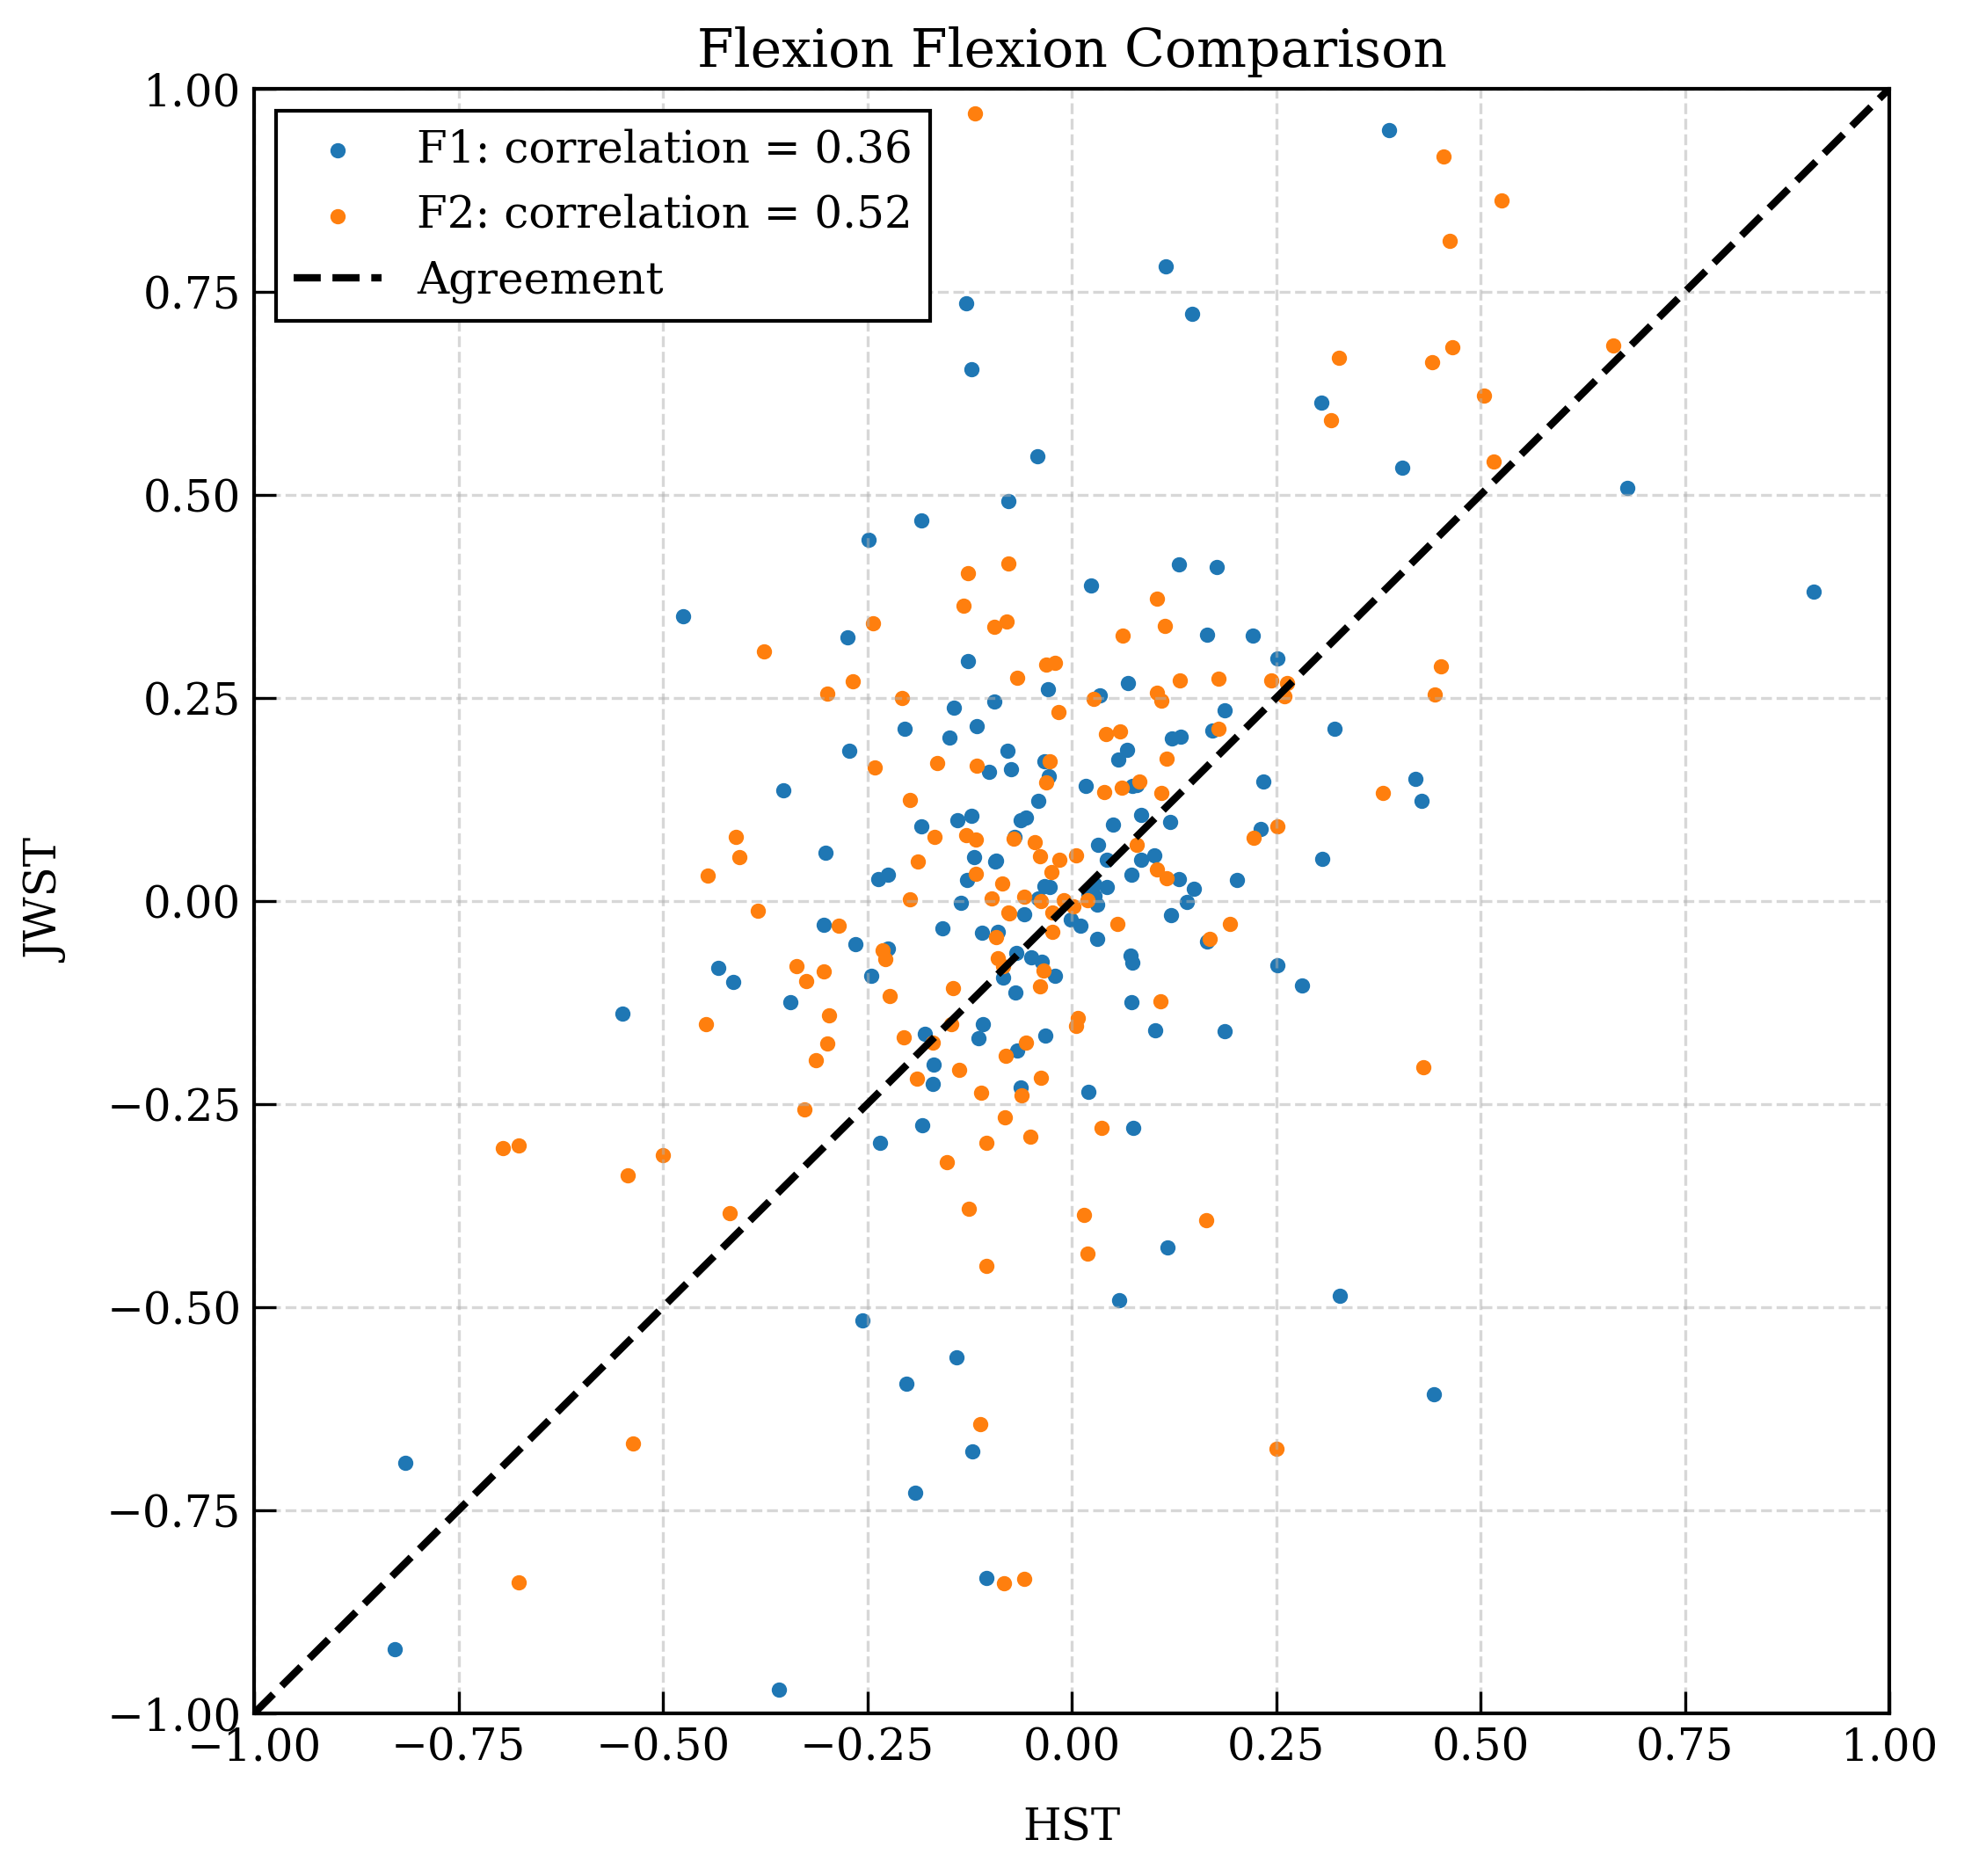 Flexion Flexion Comparison
F1: correlation = 0.36
F2: correlation = 0.52
Agreement
1.00
0.75
0.50
0.25
0.00
−0.25
−0.50
−0.75
−1.00
JWST
−1.00 −0.75 −0.50 −0.25 0.00 0.25 0.50 0.75 1.00
HST